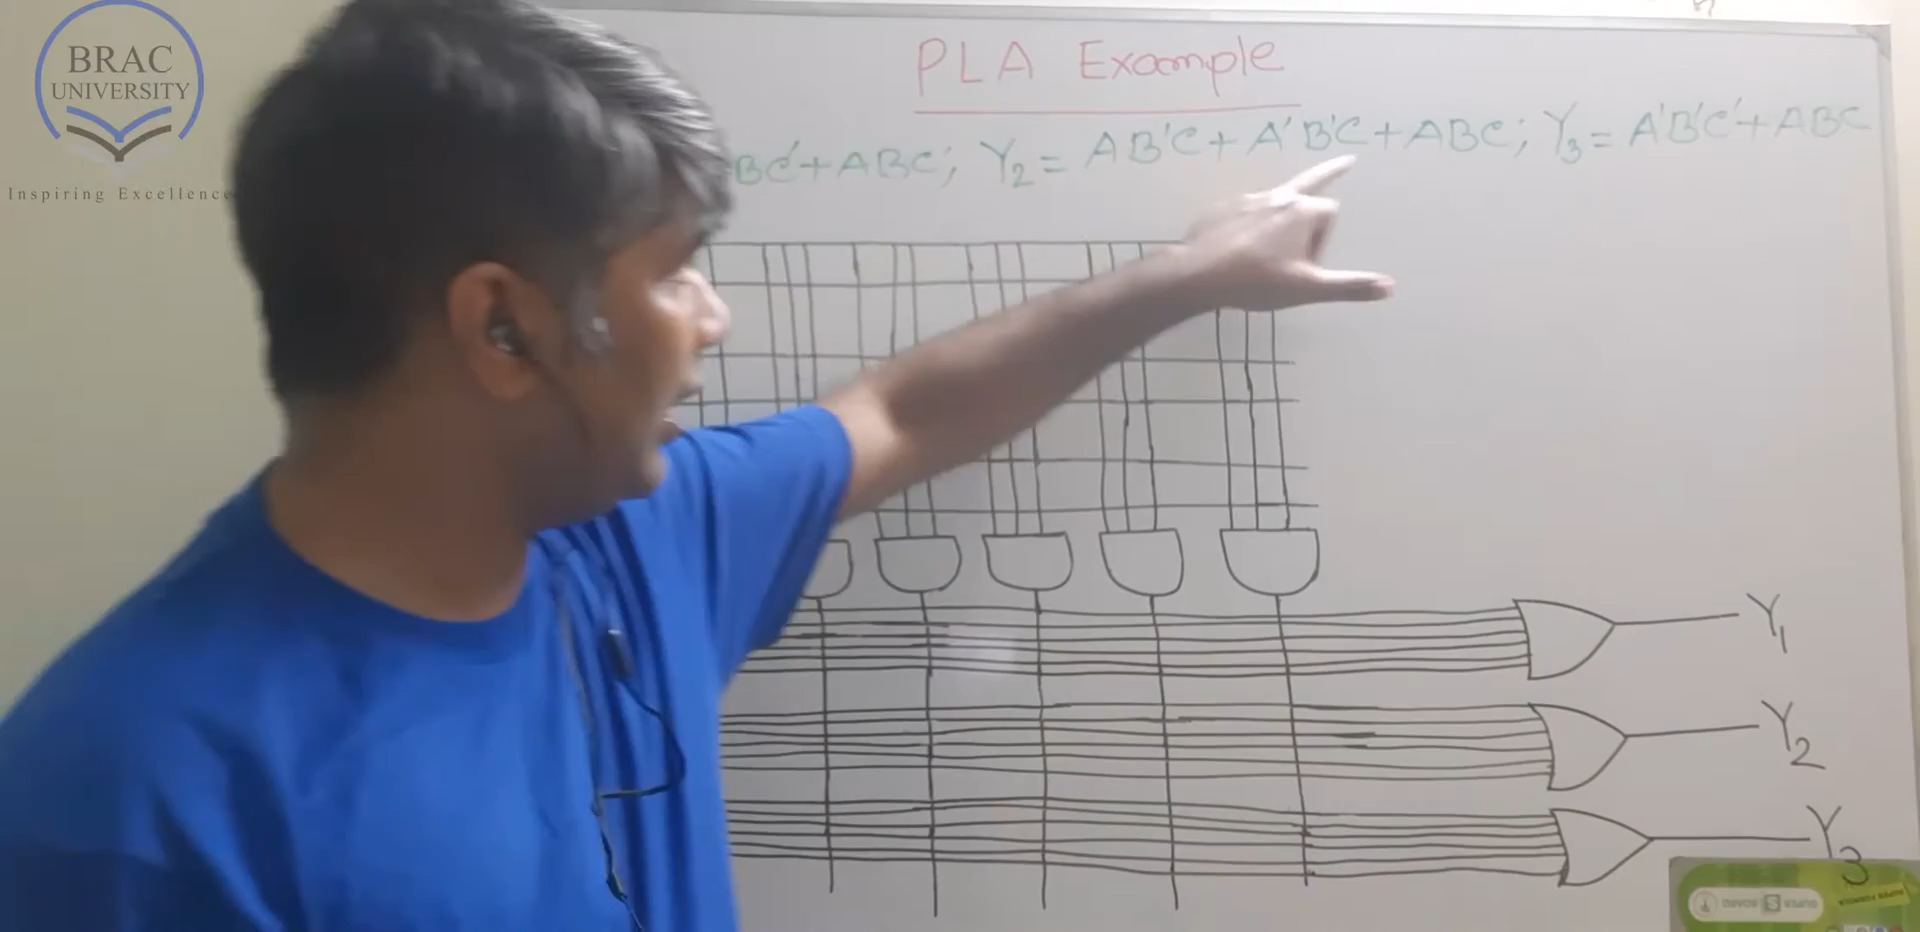 BRAC
UNIVERSITY
Inspiring Excellence
PLA Example
BC'+ABC; Y2 = AB'C+A'B'C+ABC; Y3 = A'B'C'+ABC
Y1
Y2
Y3